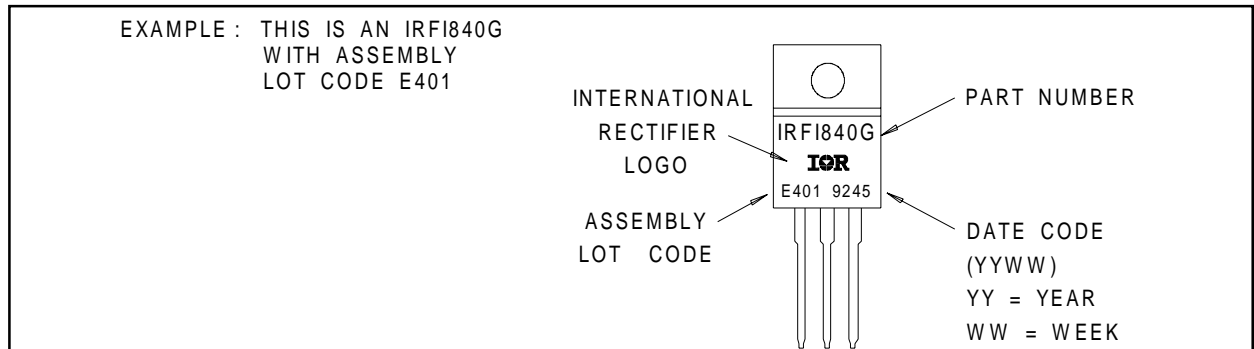 EXAMPLE : THIS IS AN IRFI840G
WITH ASSEMBLY
LOT CODE E401
INTERNATIONAL
RECTIFIER
LOGO
PART NUMBER
IRFI840G
IOR
E401 9245
ASSEMBLY
LOT CODE
DATE CODE
(YYWW)
YY = YEAR
WW = WEEK